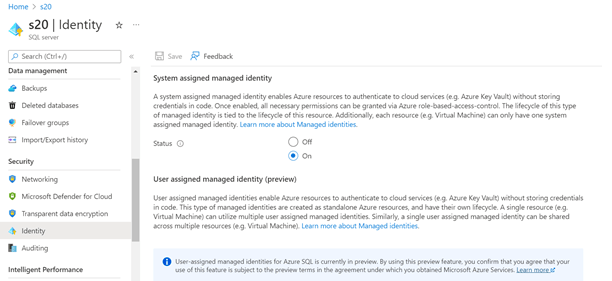 Home > s20
s20 | Identity ☆ ...
SQL server
Search (Ctrl+/) «
Data management
Backups
Deleted databases
Failover groups
Import/Export history
Security
Networking
Microsoft Defender for Cloud
Transparent data encryption
Identity
Auditing
Intelligent Performance
Save Feedback
System assigned managed identity
A system assigned managed identity enables Azure resources to authenticate to cloud services (e.g. Azure Key Vault) without storing
credentials in code. Once enabled, all necessary permissions can be granted via Azure role-based-access-control. The lifecycle of this type
of managed identity is tied to the lifecycle of this resource. Additionally, each resource (e.g. Virtual Machine) can only have one system
assigned managed identity. Learn more about Managed identities.
Status Off
On
User assigned managed identity (preview)
User assigned managed identities enable Azure resources to authenticate to cloud services (e.g. Azure Key Vault) without storing credentials
in code. This type of managed identities are created as standalone Azure resources, and have their own lifecycle. A single resource (e.g.
Virtual Machine) can utilize multiple user assigned managed identities. Similarly, a single user assigned managed identity can be shared
across multiple resources (e.g. Virtual Machine). Learn more about Managed identities.
User-assigned managed identities for Azure SQL is currently in preview. By using this preview feature, you confirm that you agree that your
use of this feature is subject to the preview terms in the agreement under which you obtained Microsoft Azure Services. Learn more